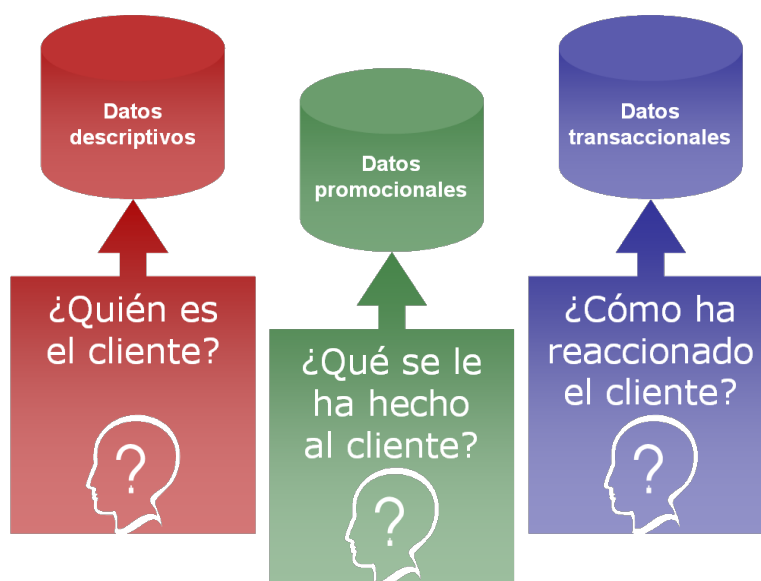 Datos
descriptivos
¿Quién es
el cliente?
?
Datos
promocionales
¿Qué se le
ha hecho
al cliente?
?
Datos
transaccionales
¿Cómo ha
reaccionado
el cliente?
?